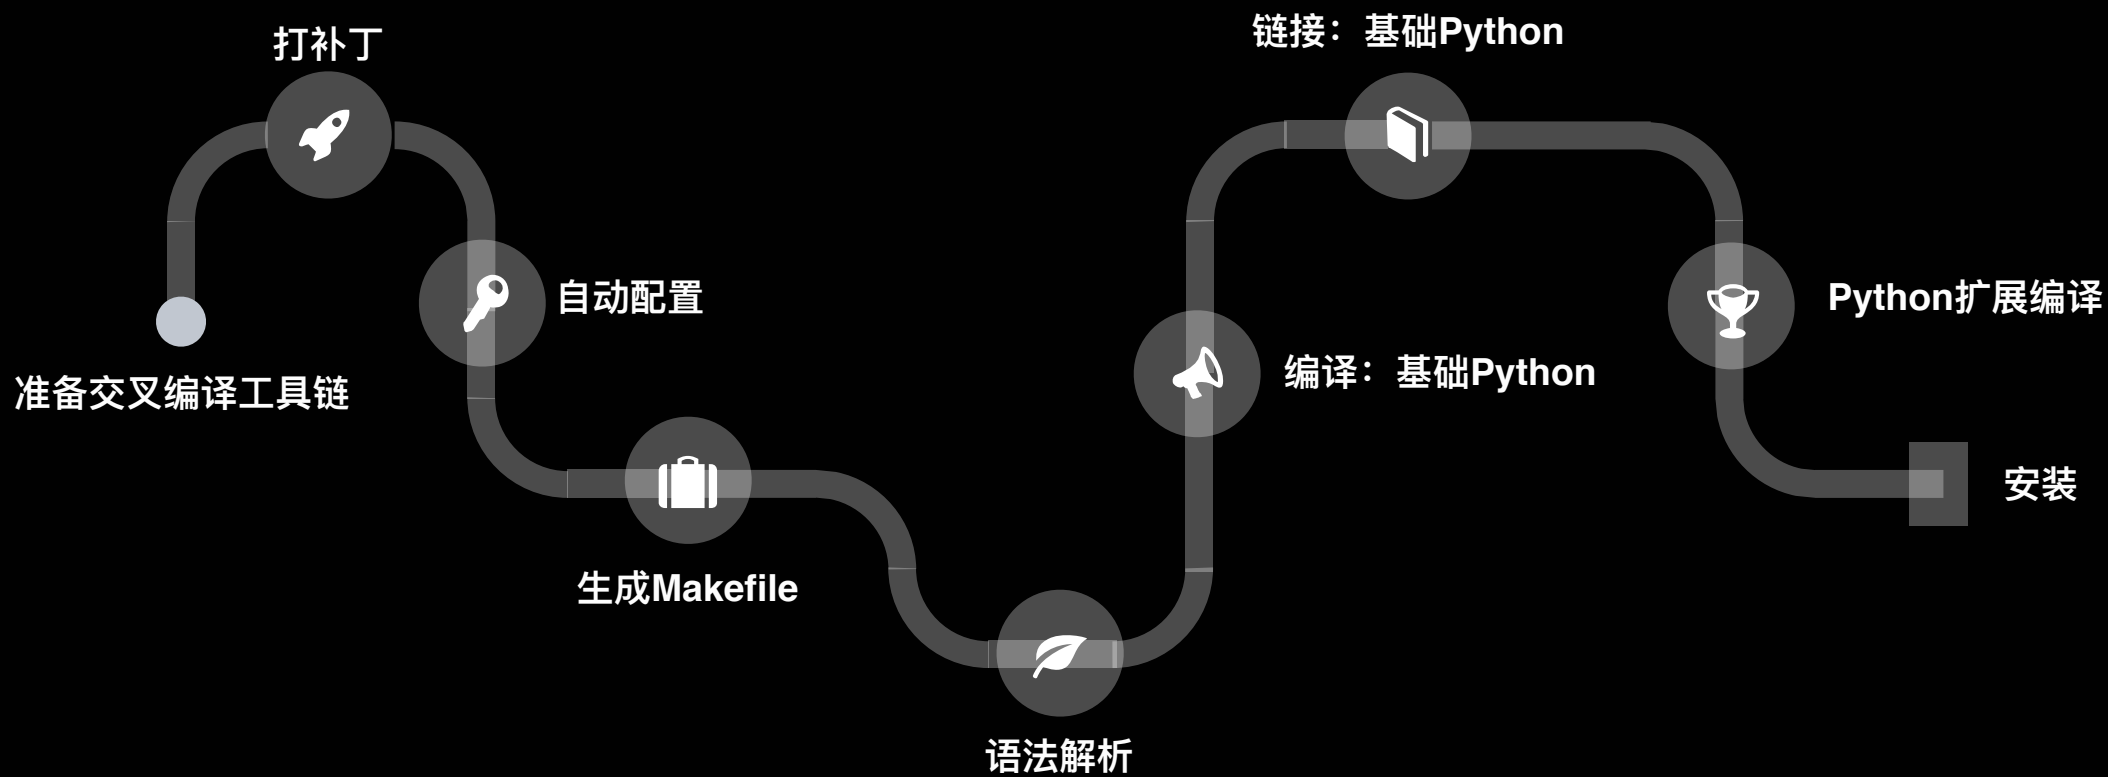 准备交叉编译工具链
打补丁
自动配置
生成Makefile
语法解析
编译：基础Python
链接：基础Python
Python扩展编译
安装